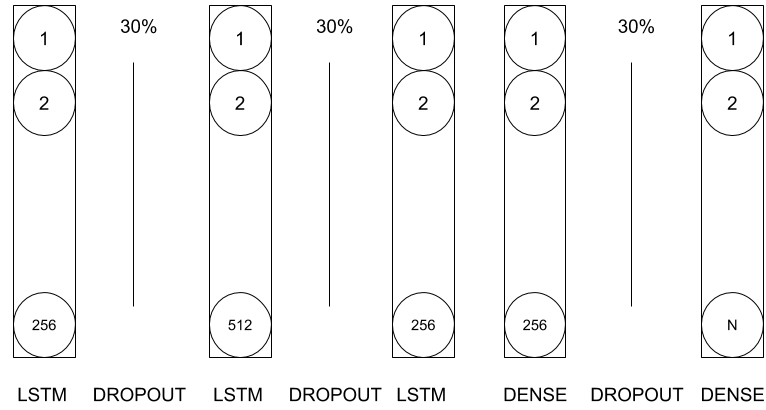 30% 30% 30%
1 1 1 1 1
2 2 2 2 2
256 512 256 256 N
LSTM DROPOUT LSTM DROPOUT LSTM DENSE DROPOUT DENSE